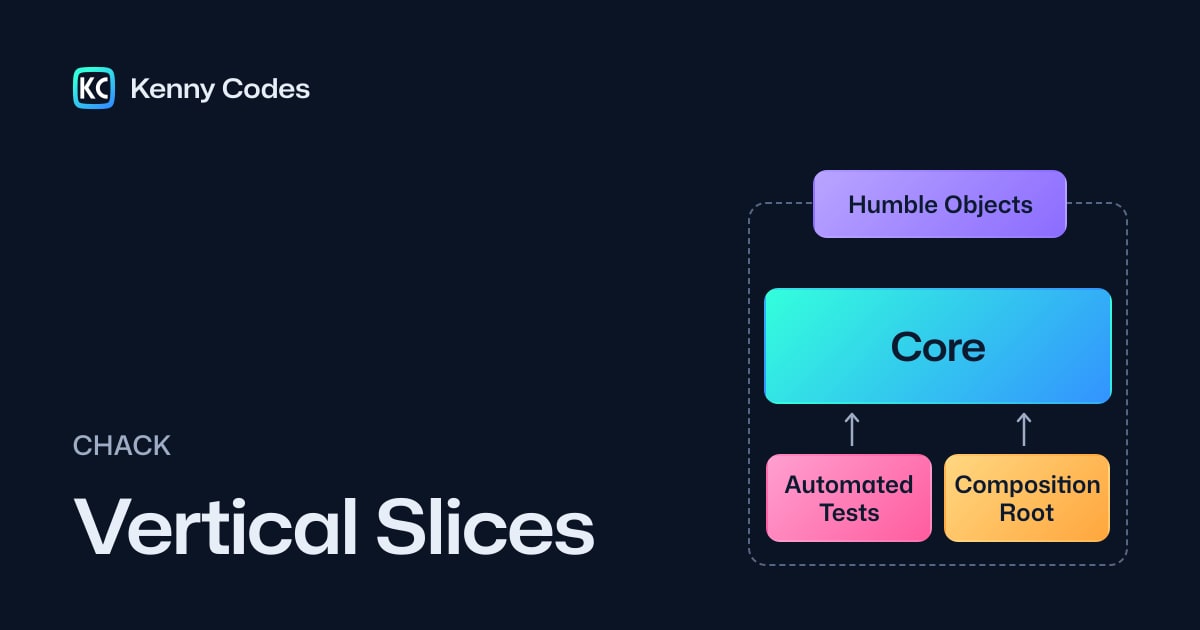 KC
Kenny Codes
CHACK
Vertical Slices
Humble Objects
Core
Automated
Tests
Composition
Root